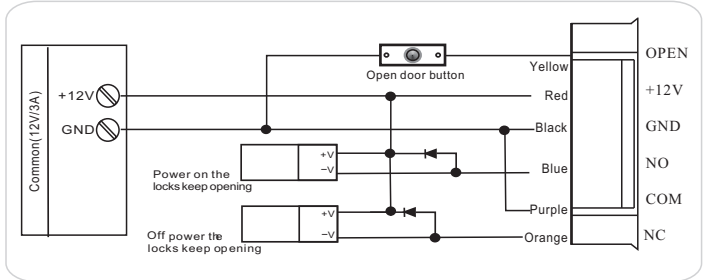 Common(12V/3A)
+12V
GND
Open door button
Yellow
Red
Black
Blue
Purple
Orange
OPEN
+12V
GND
NO
COM
NC
Power on the
locks keep opening
+V
−V
Off power the
locks keep opening
+V
−V